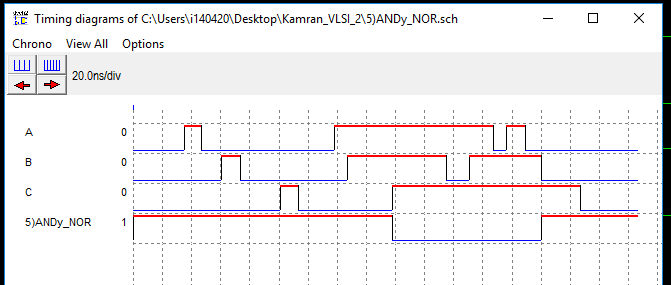 Timing diagrams of C:\Users\i140420\Desktop\Kamran_VLSI_2\5)ANDy_NOR.sch
Chrono View All Options
20.0ns/div
A 0
B 0
C 0
5)ANDy_NOR 1